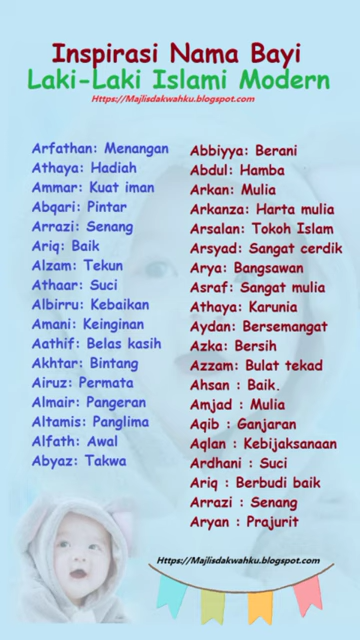 Inspirasi Nama Bayi
Laki-Laki Islami Modern
Https://Majlisdakwahku.blogspot.com
Arfathan: Menangan
Athaya: Hadiah
Ammar: Kuat iman
Abqari: Pintar
Arrazi: Senang
Ariq: Baik
Alzam: Tekun
Athaar: Suci
Albirru: Kebaikan
Amani: Keinginan
Aathif: Belas kasih
Akhtar: Bintang
Airuz: Permata
Almair: Pangeran
Altamis: Panglima
Alfath: Awal
Abyaz: Takwa
Abbiyya: Berani
Abdul: Hamba
Arkan: Mulia
Arkanza: Harta mulia
Arsalan: Tokoh Islam
Arsyad: Sangat cerdik
Arya: Bangsawan
Asraf: Sangat mulia
Athaya: Karunia
Aydan: Bersemangat
Azka: Bersih
Azzam: Bulat tekad
Ahsan : Baik.
Amjad : Mulia
Aqib : Ganjaran
Aqlan : Kebijaksanaan
Ardhani : Suci
Ariq : Berbudi baik
Arrazi : Senang
Aryan : Prajurit
Https://Majlisdakwahku.blogspot.com